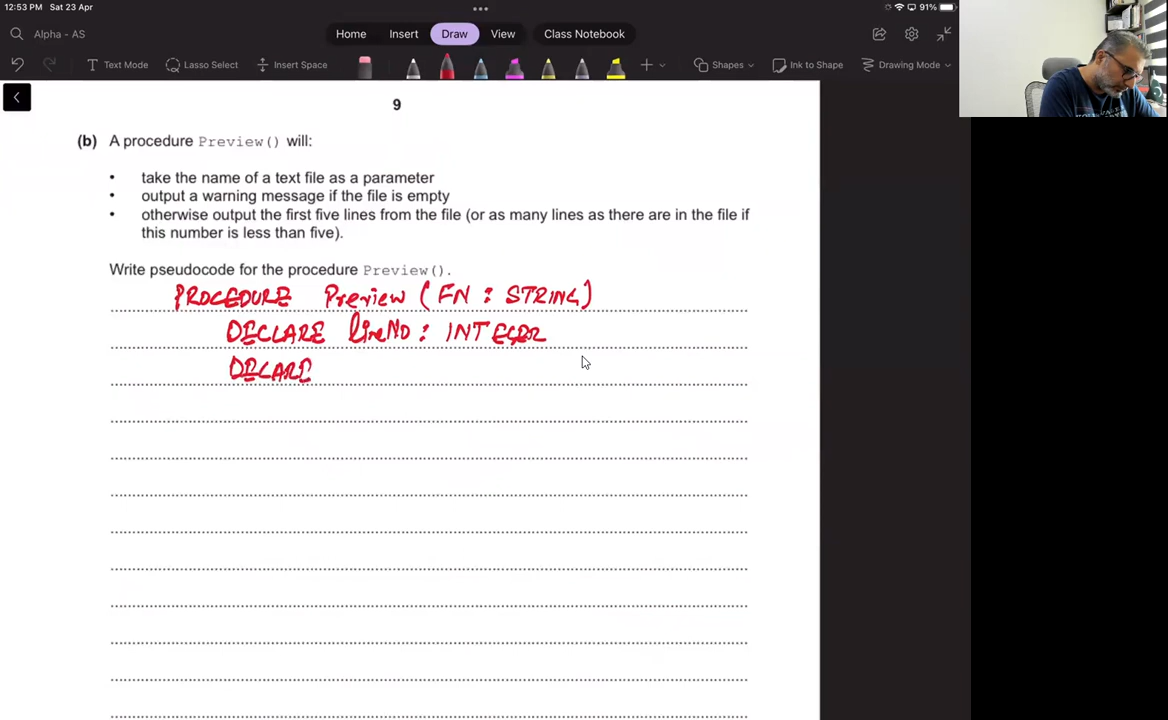 12:53 PM Sat 23 Apr
91%
Alpha - AS
Home Insert Draw View Class Notebook
Text Mode Lasso Select Insert Space Shapes Ink to Shape Drawing Mode
9
(b) A procedure Preview() will:
• take the name of a text file as a parameter
• output a warning message if the file is empty
• otherwise output the first five lines from the file (or as many lines as there are in the file if
this number is less than five).
Write pseudocode for the procedure Preview().
PROCEDURE Preview (FN : STRING)
DECLARE lineNo : INTEGER
DECLARE